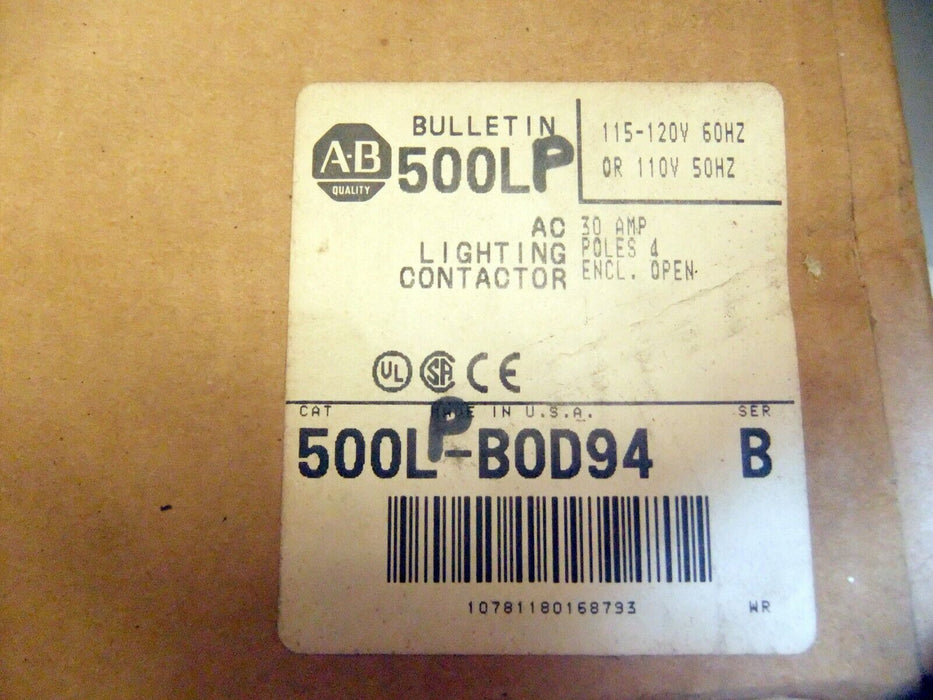 BULLETIN
A·B
QUALITY
500LP
115-120V 60HZ
OR 110V 50HZ
AC
LIGHTING
CONTACTOR
30 AMP
POLES 4
ENCL. OPEN
UL SA CE
CAT
MADE IN U.S.A.
SER
500LP-B0D94
B
10781180168793
WR